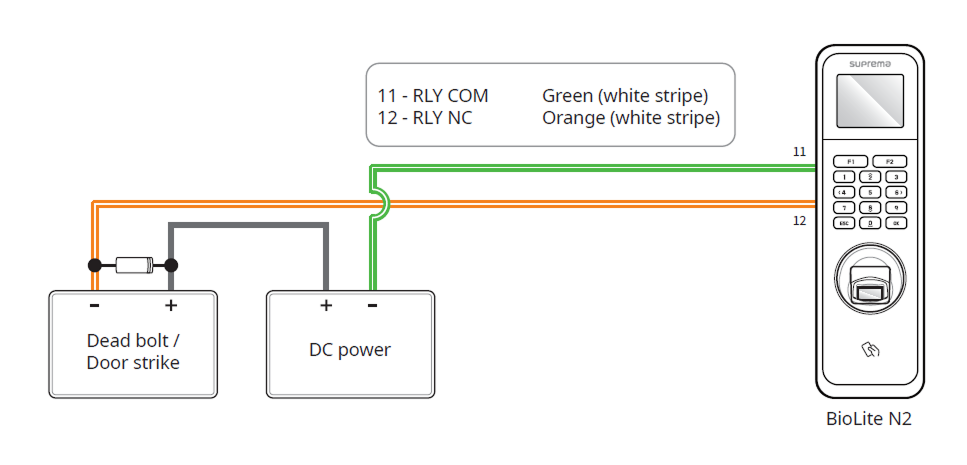 11 - RLY COM Green (white stripe)
12 - RLY NC Orange (white stripe)
suprema
11
12
F1 F2
1 2 3
4 5 6
7 8 9
ESC 0 OK
- +
Dead bolt /
Door strike
+ -
DC power
BioLite N2